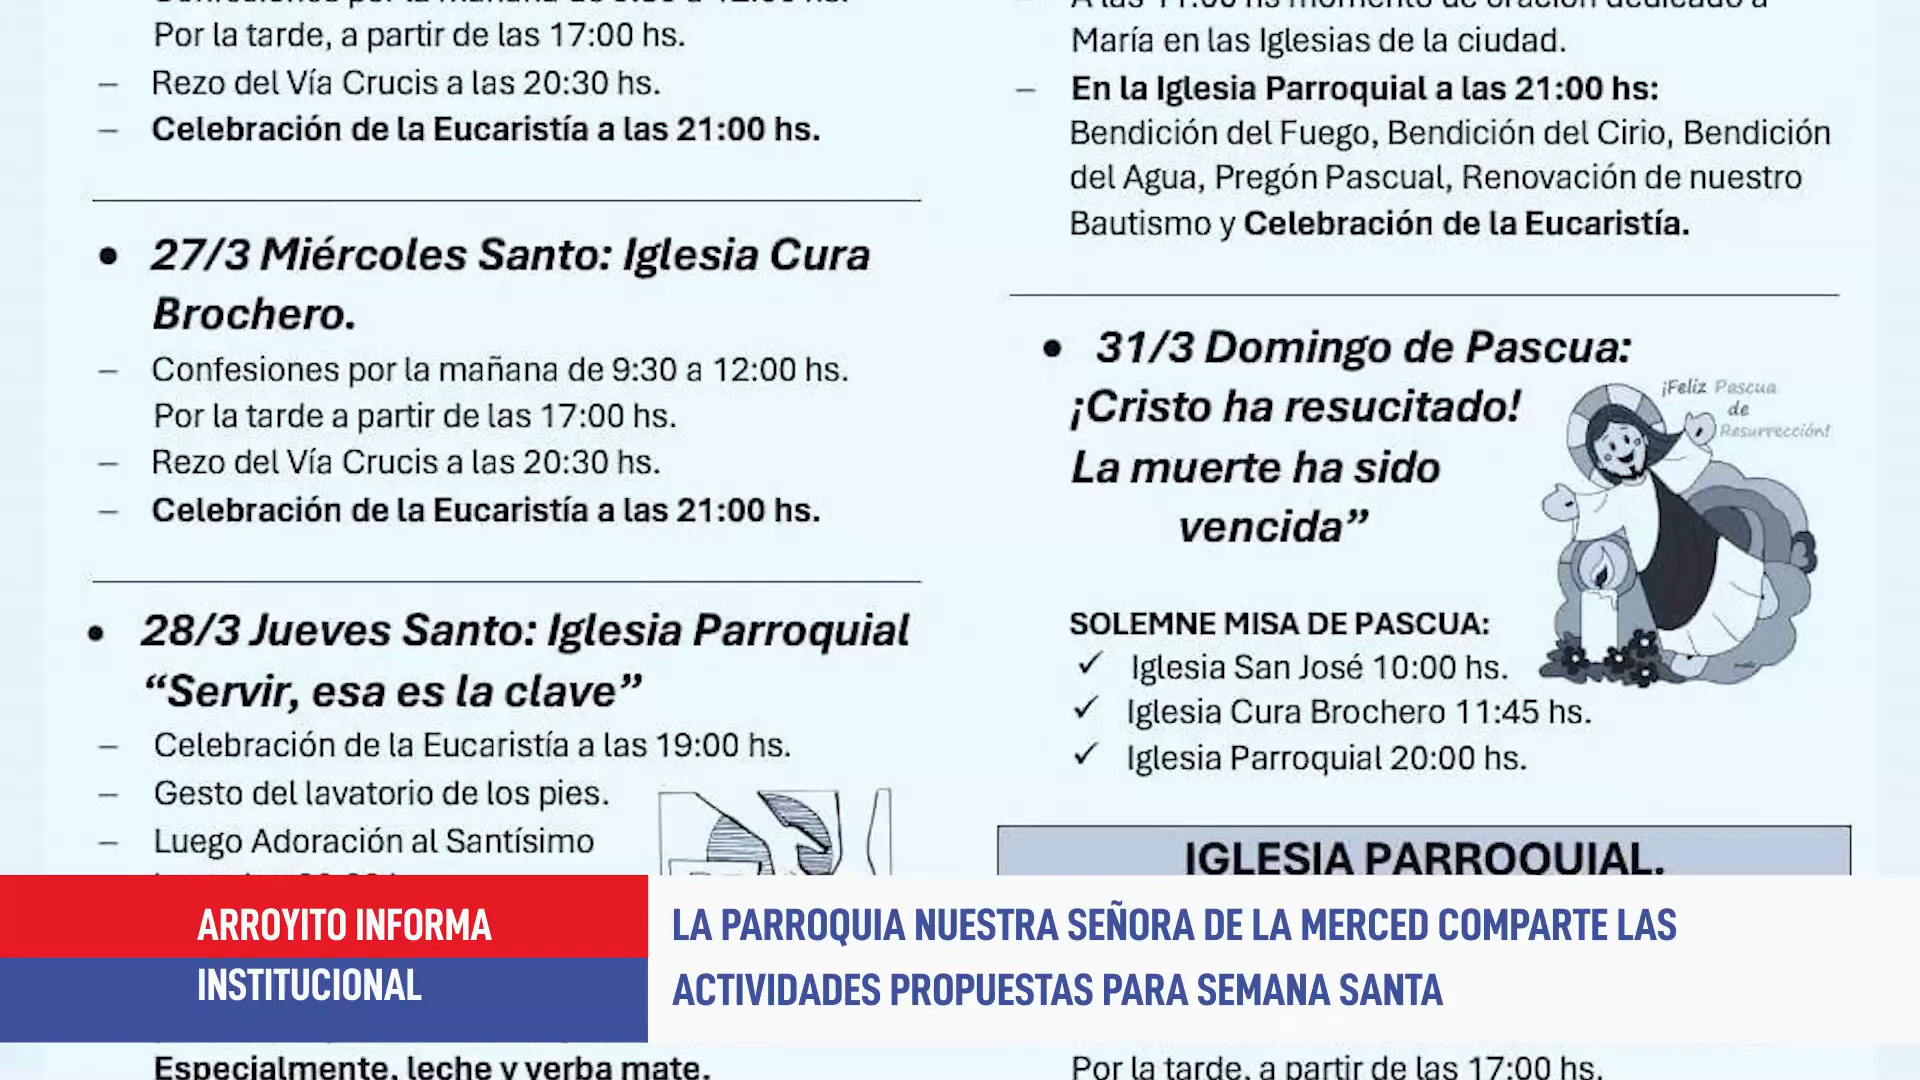 Por la tarde, a partir de las 17:00 hs.
– Rezo del Vía Crucis a las 20:30 hs.
– Celebración de la Eucaristía a las 21:00 hs.
• 27/3 Miércoles Santo: Iglesia Cura
Brochero.
– Confesiones por la mañana de 9:30 a 12:00 hs.
Por la tarde a partir de las 17:00 hs.
– Rezo del Vía Crucis a las 20:30 hs.
– Celebración de la Eucaristía a las 21:00 hs.
• 28/3 Jueves Santo: Iglesia Parroquial
“Servir, esa es la clave”
– Celebración de la Eucaristía a las 19:00 hs.
– Gesto del lavatorio de los pies.
– Luego Adoración al Santísimo
Especialmente, leche y yerba mate.
– A las 11:00 hs momento de oración dedicado a
María en las Iglesias de la ciudad.
– En la Iglesia Parroquial a las 21:00 hs:
Bendición del Fuego, Bendición del Cirio, Bendición
del Agua, Pregón Pascual, Renovación de nuestro
Bautismo y Celebración de la Eucaristía.
• 31/3 Domingo de Pascua:
¡Cristo ha resucitado!
La muerte ha sido
vencida”
¡Feliz Pascua
de
Resurrección!
SOLEMNE MISA DE PASCUA:
✓ Iglesia San José 10:00 hs.
✓ Iglesia Cura Brochero 11:45 hs.
✓ Iglesia Parroquial 20:00 hs.
IGLESIA PARROQUIAL.
Por la tarde, a partir de las 17:00 hs.
ARROYITO INFORMA
INSTITUCIONAL
LA PARROQUIA NUESTRA SEÑORA DE LA MERCED COMPARTE LAS
ACTIVIDADES PROPUESTAS PARA SEMANA SANTA